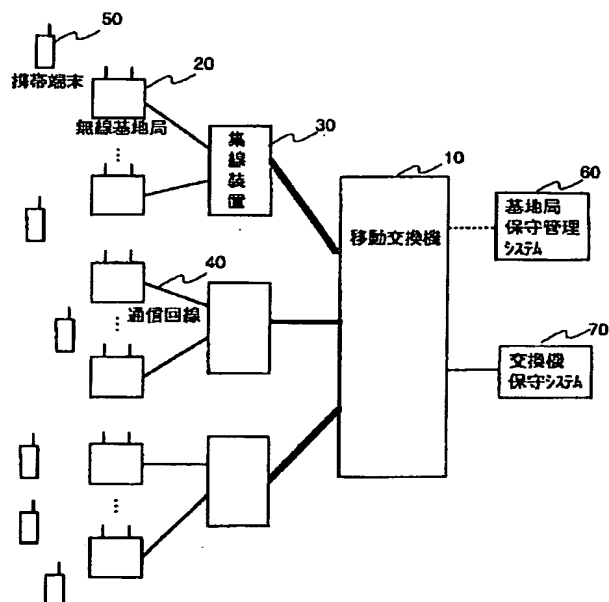 50
携帯端末
20
無線基地局
集線装置
30
10
移動交換機
60
基地局
保守管理
システム
40
通信回線
70
交換機
保守システム